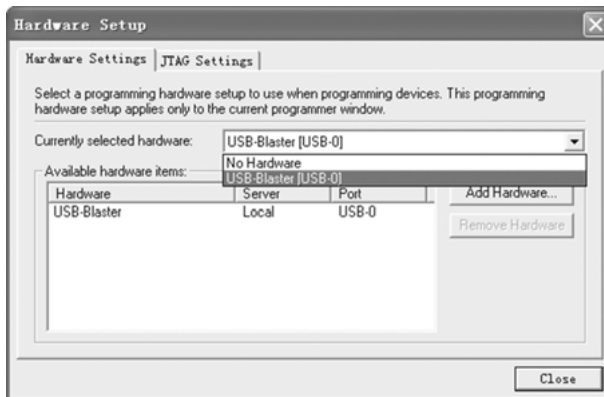 Hardware Setup
Hardware Settings JTAG Settings
Select a programming hardware setup to use when programming devices. This programming
hardware setup applies only to the current programmer window.
Currently selected hardware: USB-Blaster [USB-0]
No Hardware
USB-Blaster [USB-0]
Available hardware items:
Hardware Server Port
USB-Blaster Local USB-0
Add Hardware...
Remove Hardware
Close